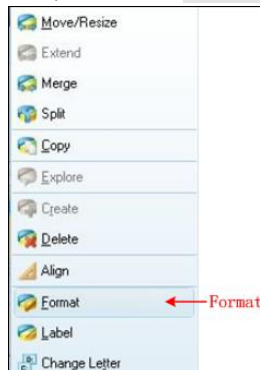 Move/Resize
Extend
Merge
Split
Copy
Explore
Create
Delete
Align
Format Format
Label
Change Letter